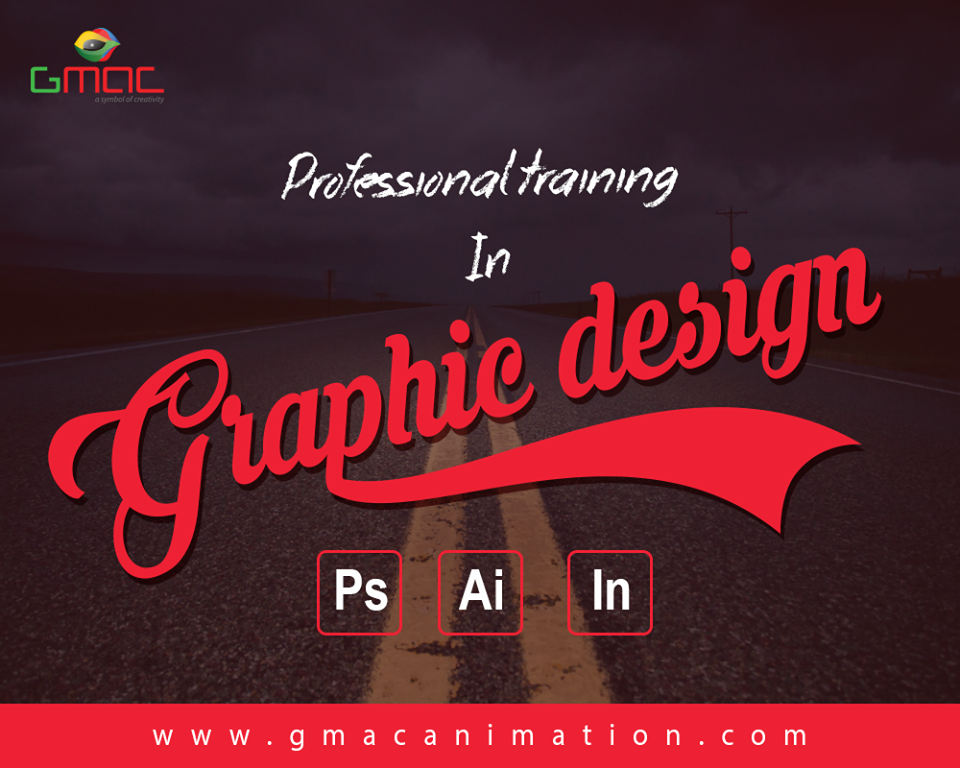 GMAC
a symbol of creativity
Professional training
In
Graphic design
Ps Ai In
www.gmacanimation.com